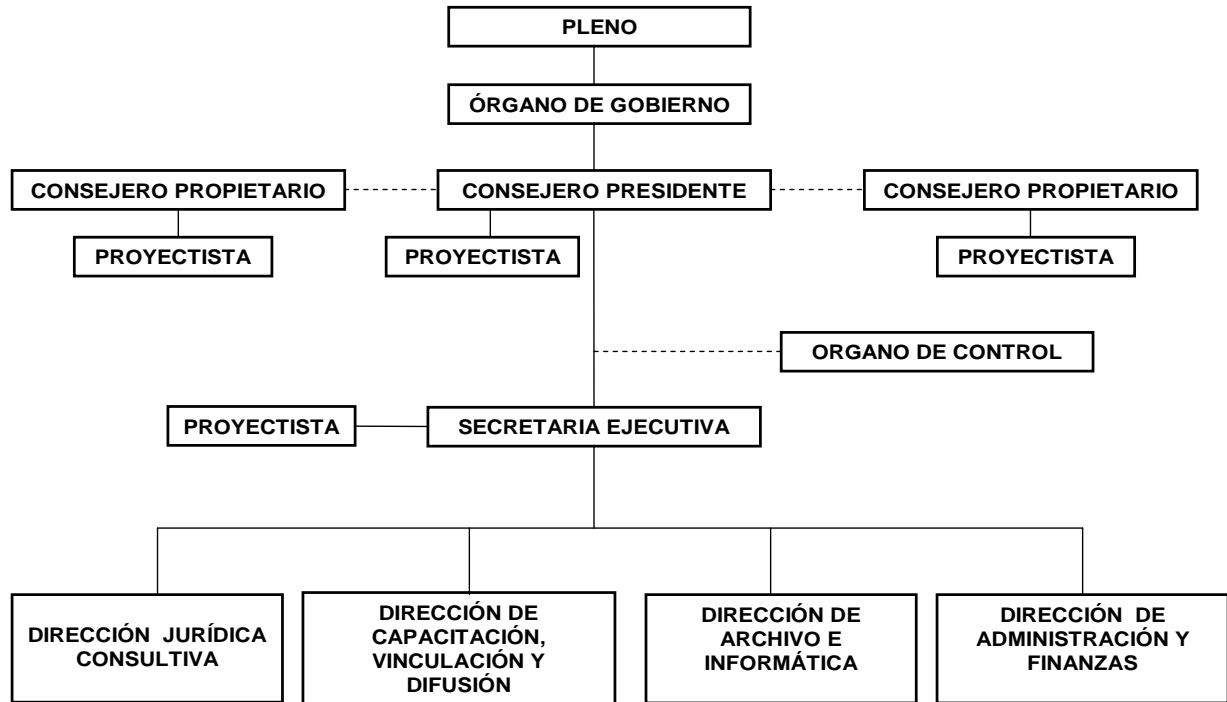 PLENO
ÓRGANO DE GOBIERNO
CONSEJERO PROPIETARIO
CONSEJERO PRESIDENTE
CONSEJERO PROPIETARIO
PROYECTISTA
PROYECTISTA
PROYECTISTA
ORGANO DE CONTROL
PROYECTISTA
SECRETARIA EJECUTIVA
DIRECCIÓN JURÍDICA
CONSULTIVA
DIRECCIÓN DE
CAPACITACIÓN,
VINCULACIÓN Y
DIFUSIÓN
DIRECCIÓN DE
ARCHIVO E
INFORMÁTICA
DIRECCIÓN DE
ADMINISTRACIÓN Y
FINANZAS